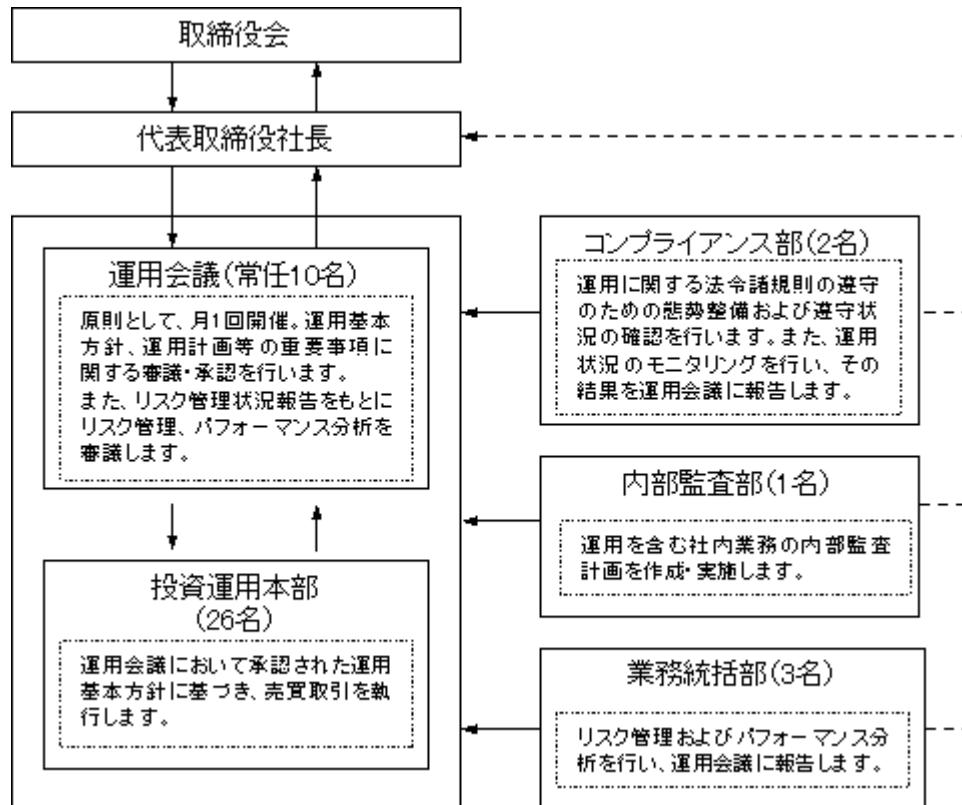 取締役会
代表取締役社長
運用会議(常任10名)
原則として、月1回開催。運用基本
方針、運用計画等の重要事項に
関する審議・承認を行います。
また、リスク管理状況報告をもとに
リスク管理、パフォーマンス分析を
審議します。
投資運用本部
(26名)
運用会議において承認された運用
基本方針に基づき、売買取引を執
行します。
コンプライアンス部(2名)
運用に関する法令諸規則の遵守
のための態勢整備および遵守状
況の確認を行います。また、運用
状況のモニタリングを行い、その
結果を運用会議に報告します。
内部監査部(1名)
運用を含む社内業務の内部監査
計画を作成・実施します。
業務統括部(3名)
リスク管理およびパフォーマンス分
析を行い、運用会議に報告します。